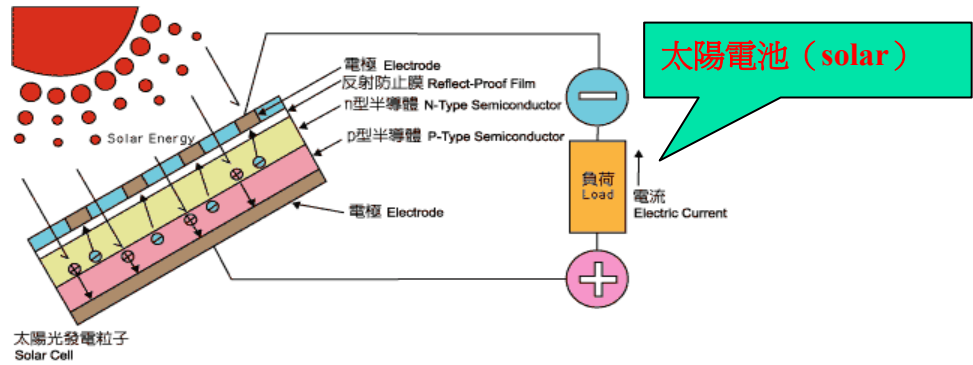 太陽電池（solar）
電極 Electrode
反射防止膜 Reflect-Proof Film
n型半導體 N-Type Semiconductor
p型半導體 P-Type Semiconductor
Solar Energy
負荷
Load
電流
Electric Current
電極 Electrode
太陽光發電粒子
Solar Cell